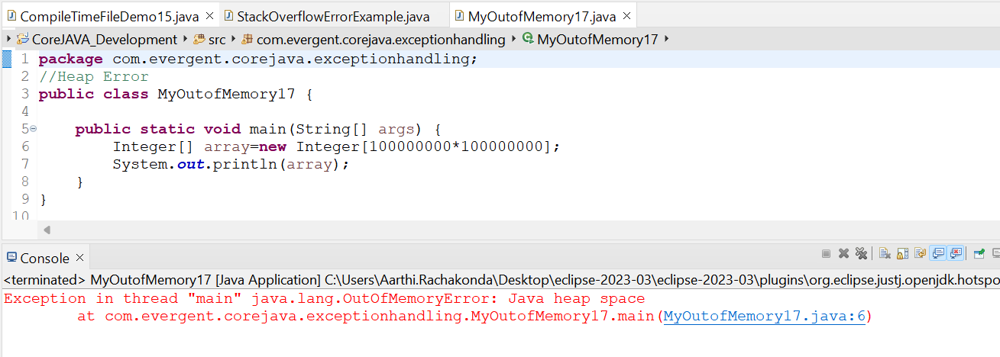 CompileTimeFileDemo15.java StackOverflowErrorExample.java MyOutofMemory17.java
CoreJAVA_Development src com.evergent.corejava.exceptionhandling MyOutofMemory17
1 package com.evergent.corejava.exceptionhandling;
2 //Heap Error
3 public class MyOutofMemory17 {
4
5 public static void main(String[] args) {
6 Integer[] array=new Integer[100000000*100000000];
7 System.out.println(array);
8 }
9 }
10
Console
<terminated> MyOutofMemory17 [Java Application] C:\Users\Aarthi.Rachakonda\Desktop\eclipse-2023-03\eclipse-2023-03\plugins\org.eclipse.justj.openjdk.hotspo
Exception in thread "main" java.lang.OutOfMemoryError: Java heap space
at com.evergent.corejava.exceptionhandling.MyOutofMemory17.main(MyOutofMemory17.java:6)